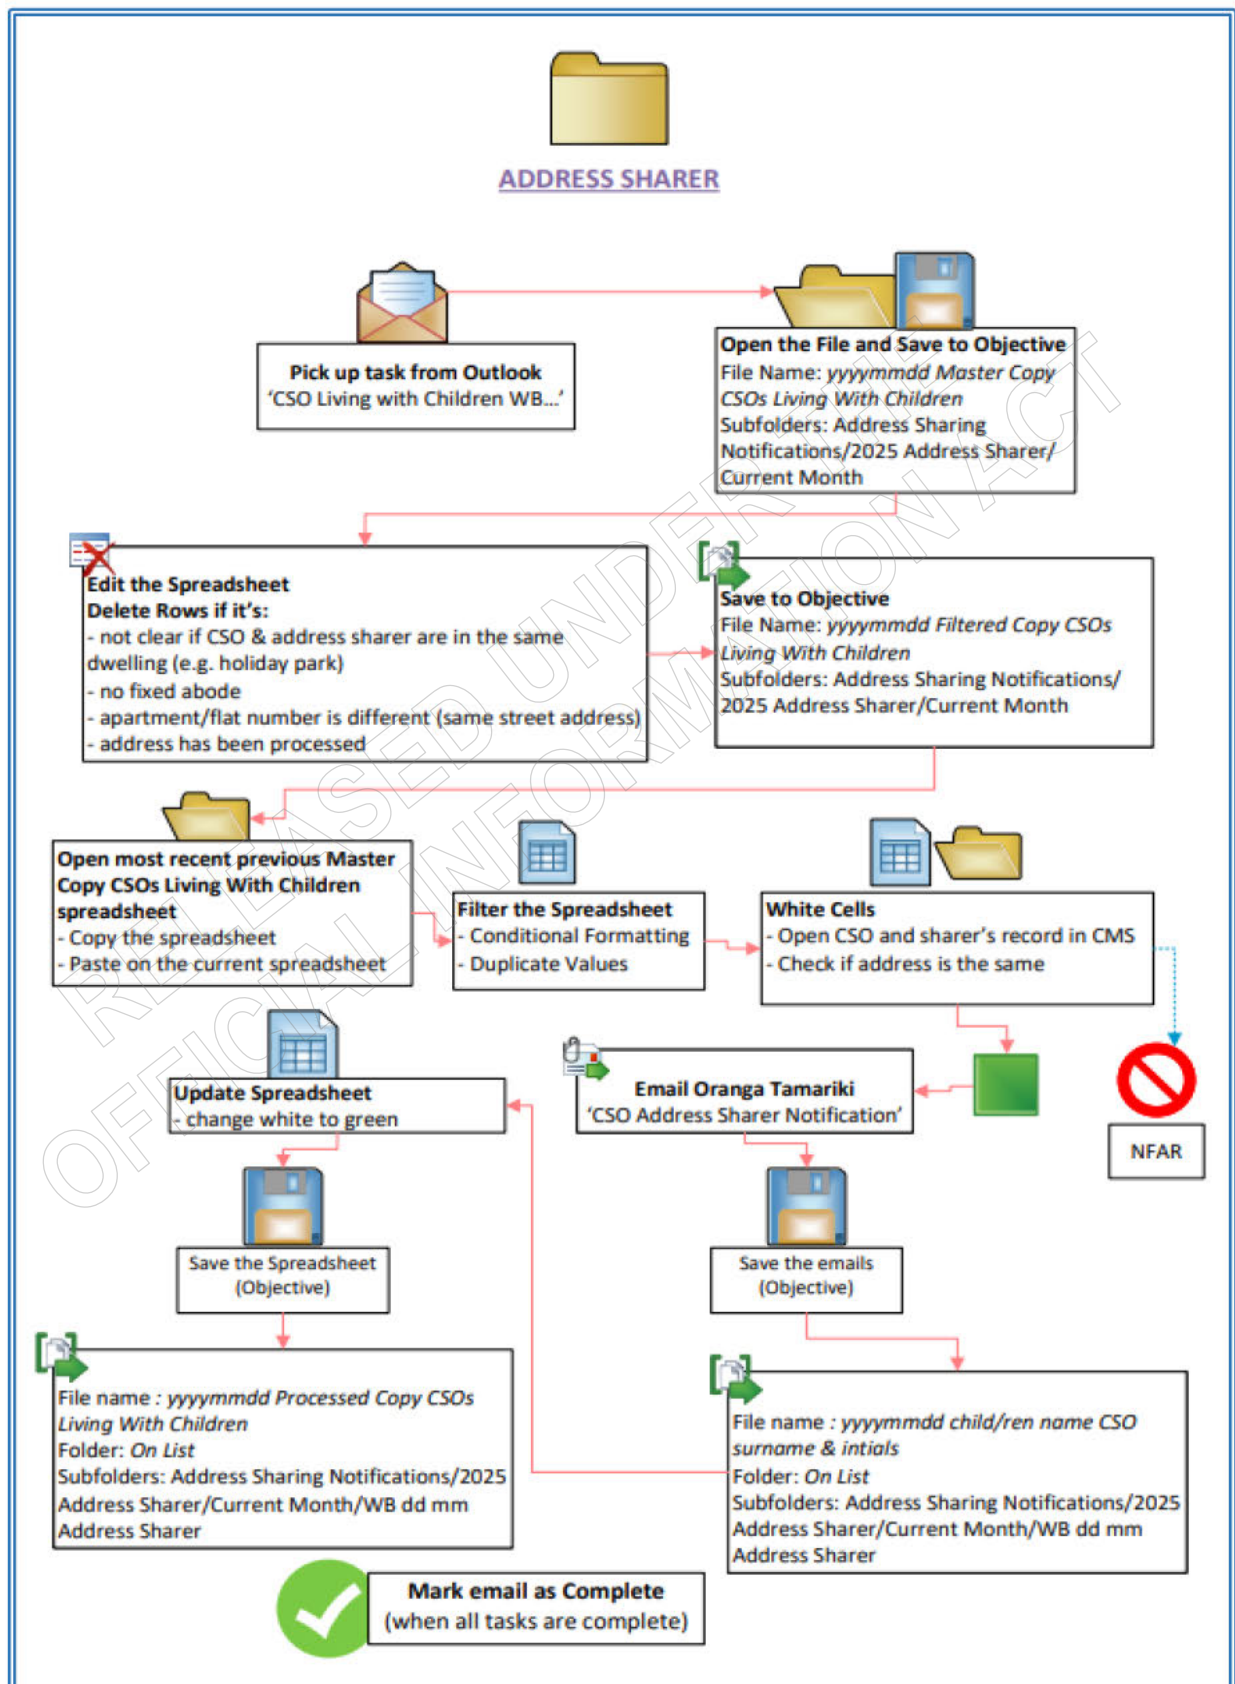 ADDRESS SHARER
Pick up task from Outlook
‘CSO Living with Children WB...’
Open the File and Save to Objective
File Name: yyyymmdd Master Copy
CSOs Living With Children
Subfolders: Address Sharing
Notifications/2025 Address Sharer/
Current Month
Edit the Spreadsheet
Delete Rows if it’s:
- not clear if CSO & address sharer are in the same
dwelling (e.g. holiday park)
- no fixed abode
- apartment/flat number is different (same street address)
- address has been processed
Save to Objective
File Name: yyyymmdd Filtered Copy CSOs
Living With Children
Subfolders: Address Sharing Notifications/
2025 Address Sharer/Current Month
Open most recent previous Master
Copy CSOs Living With Children
spreadsheet
- Copy the spreadsheet
- Paste on the current spreadsheet
Filter the Spreadsheet
- Conditional Formatting
- Duplicate Values
White Cells
- Open CSO and sharer’s record in CMS
- Check if address is the same
NFAR
Email Oranga Tamariki
‘CSO Address Sharer Notification’
Update Spreadsheet
- change white to green
Save the Spreadsheet
(Objective)
Save the emails
(Objective)
File name : yyyymmdd Processed Copy CSOs
Living With Children
Folder: On List
Subfolders: Address Sharing Notifications/2025
Address Sharer/Current Month/WB dd mm
Address Sharer
File name : yyyymmdd child/ren name CSO
surname & intials
Folder: On List
Subfolders: Address Sharing Notifications/2025
Address Sharer/Current Month/WB dd mm
Address Sharer
Mark email as Complete
(when all tasks are complete)
RELEASED UNDER THE
OFFICIAL INFORMATION ACT